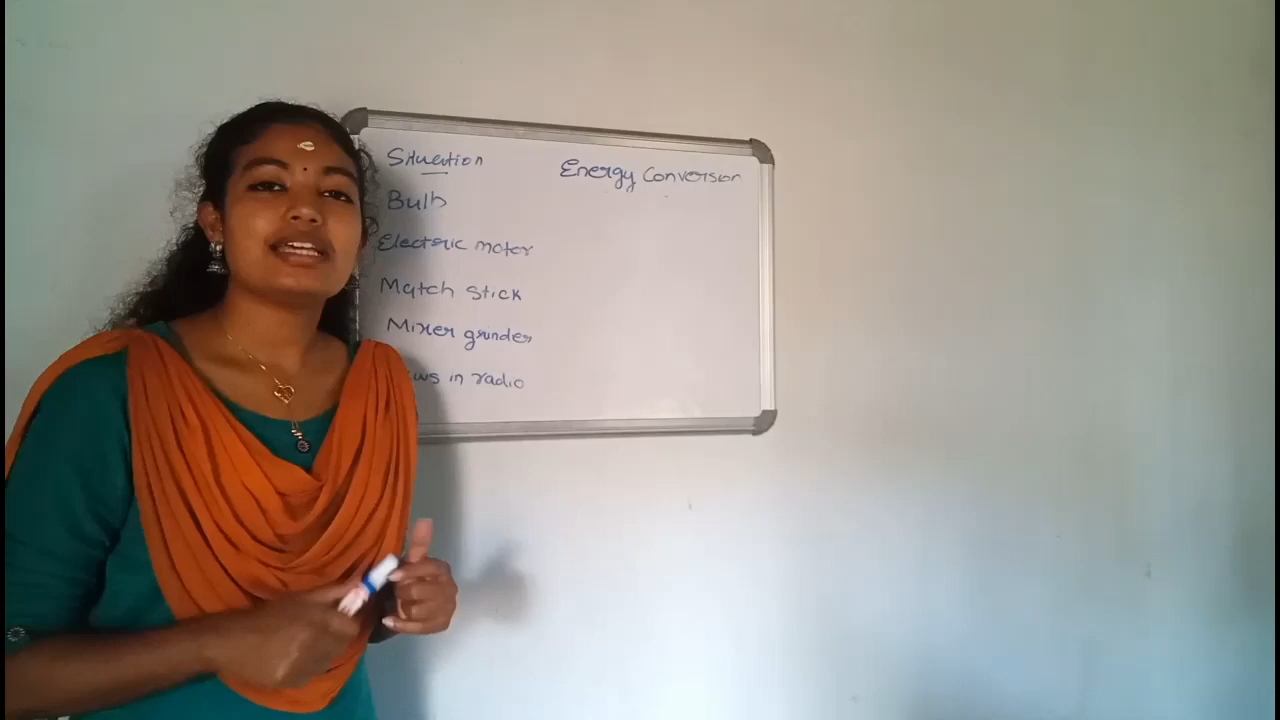 Situation Energy Conversion
Bulb
Electric motor
Match stick
Mixer grinder
in radio